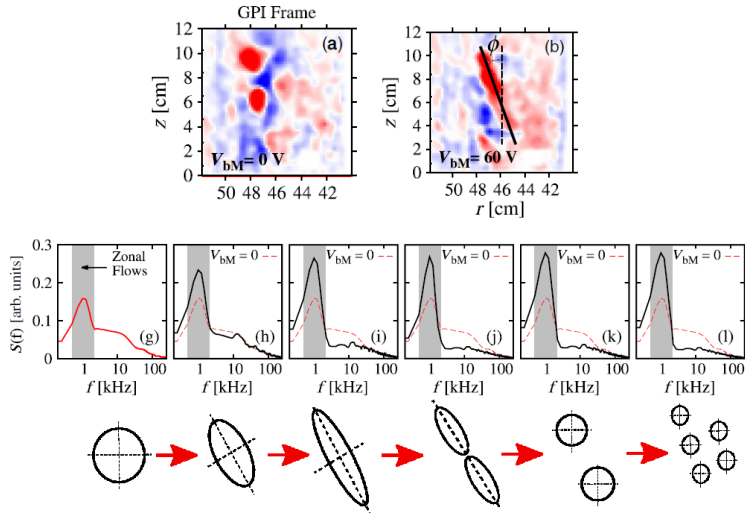 GPI Frame
(a)
12
10
8
6
4
2
0
z [cm]
V_bM = 0 V
50 48 46 44 42
(b)
ϕ
12
10
8
6
4
2
0
z [cm]
V_bM = 60 V
50 48 46 44 42
r [cm]
S(f) [arb. units]
0.3
0.2
0.1
0
Zonal
Flows
(g)
1 10 100
f [kHz]
V_bM = 0
(h)
1 10 100
f [kHz]
V_bM = 0
(i)
1 10 100
f [kHz]
V_bM = 0
(j)
1 10 100
f [kHz]
V_bM = 0
(k)
1 10 100
f [kHz]
V_bM = 0
(l)
1 10 100
f [kHz]